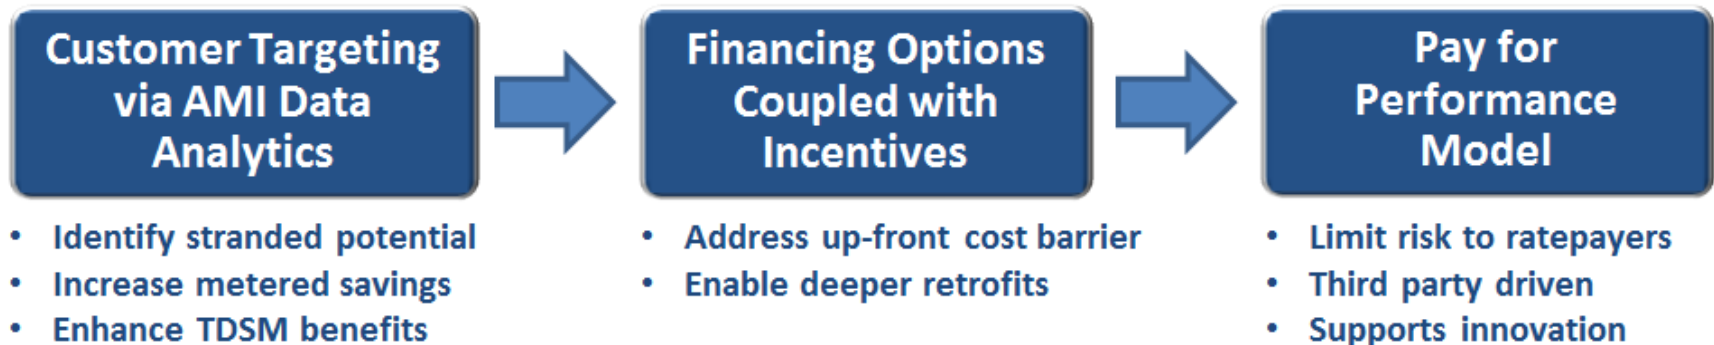 Customer Targeting
via AMI Data
Analytics
• Identify stranded potential
• Increase metered savings
• Enhance TDSM benefits
Financing Options
Coupled with
Incentives
• Address up-front cost barrier
• Enable deeper retrofits
Pay for
Performance
Model
• Limit risk to ratepayers
• Third party driven
• Supports innovation